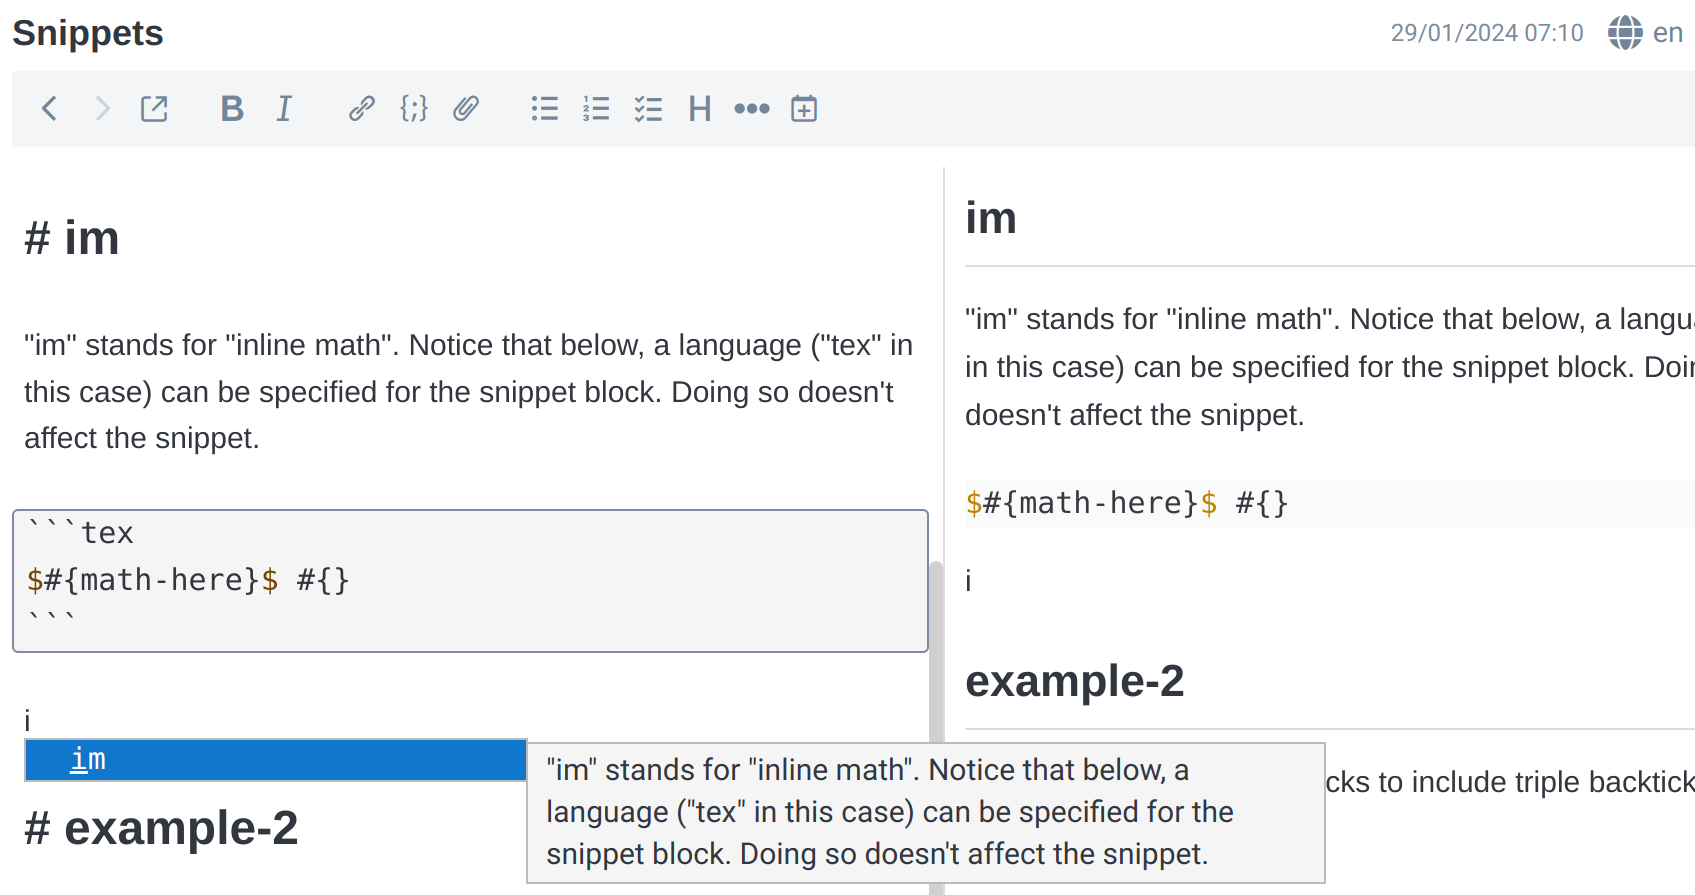 Snippets
29/01/2024 07:10 en
B I {;} H
# im
"im" stands for "inline math". Notice that below, a language ("tex" in
this case) can be specified for the snippet block. Doing so doesn't
affect the snippet.
```tex
$#{math-here}$ #{}
```
i
im
# example-2
im
"im" stands for "inline math". Notice that below, a langu
in this case) can be specified for the snippet block. Doi
doesn't affect the snippet.
$#{math-here}$ #{}
i
example-2
cks to include triple backtick
"im" stands for "inline math". Notice that below, a
language ("tex" in this case) can be specified for the
snippet block. Doing so doesn't affect the snippet.